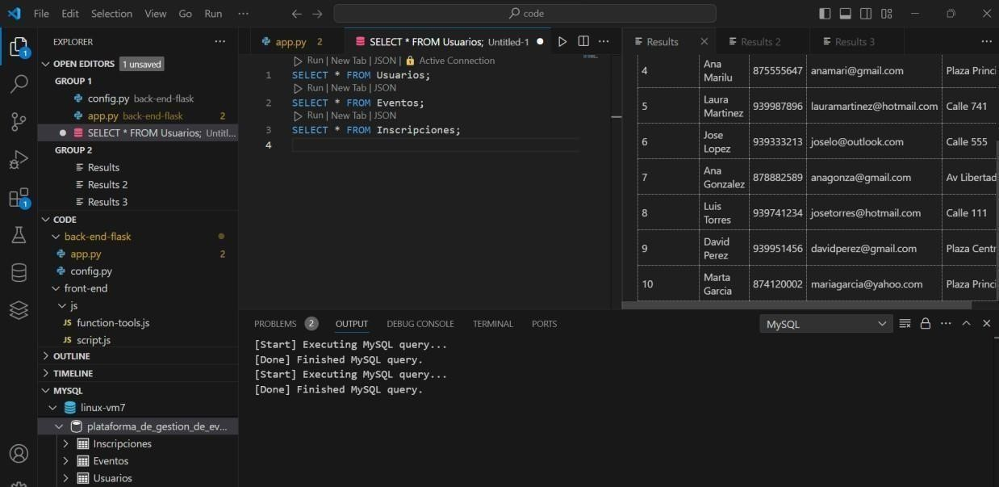 File Edit Selection View Go Run ··· code
EXPLORER ···
OPEN EDITORS 1 unsaved
GROUP 1
config.py back-end-flask
app.py back-end-flask 2
SELECT * FROM Usuarios; Untitl...
GROUP 2
Results
Results 2
Results 3
CODE
back-end-flask
app.py 2
config.py
front-end
js
JS function-tools.js
JS script.js
OUTLINE
TIMELINE
MYSQL
linux-vm7
plataforma_de_gestion_de_ev...
Inscripciones
Eventos
Usuarios
1
1
app.py 2 SELECT * FROM Usuarios; Untitled-1 ···
Run | New Tab | JSON | Active Connection
1 SELECT * FROM Usuarios;
Run | New Tab | JSON
2 SELECT * FROM Eventos;
Run | New Tab | JSON
3 SELECT * FROM Inscripciones;
4
Results Results 2 Results 3 ···
4 Ana Marilu 875555647 anamari@gmail.com Plaza Princi
5 Laura Martinez 939987896 lauramartinez@hotmail.com Calle 741
6 Jose Lopez 939333213 joselo@outlook.com Calle 555
7 Ana Gonzalez 878882589 anagonza@gmail.com Av Libertad
8 Luis Torres 939741234 josetorres@hotmail.com Calle 111
9 David Perez 939951456 davidperez@gmail.com Plaza Centr
10 Marta Garcia 874120002 mariagarcia@yahoo.com Plaza Princi
PROBLEMS 2 OUTPUT DEBUG CONSOLE TERMINAL PORTS MySQL ···
[Start] Executing MySQL query...
[Done] Finished MySQL query.
[Start] Executing MySQL query...
[Done] Finished MySQL query.